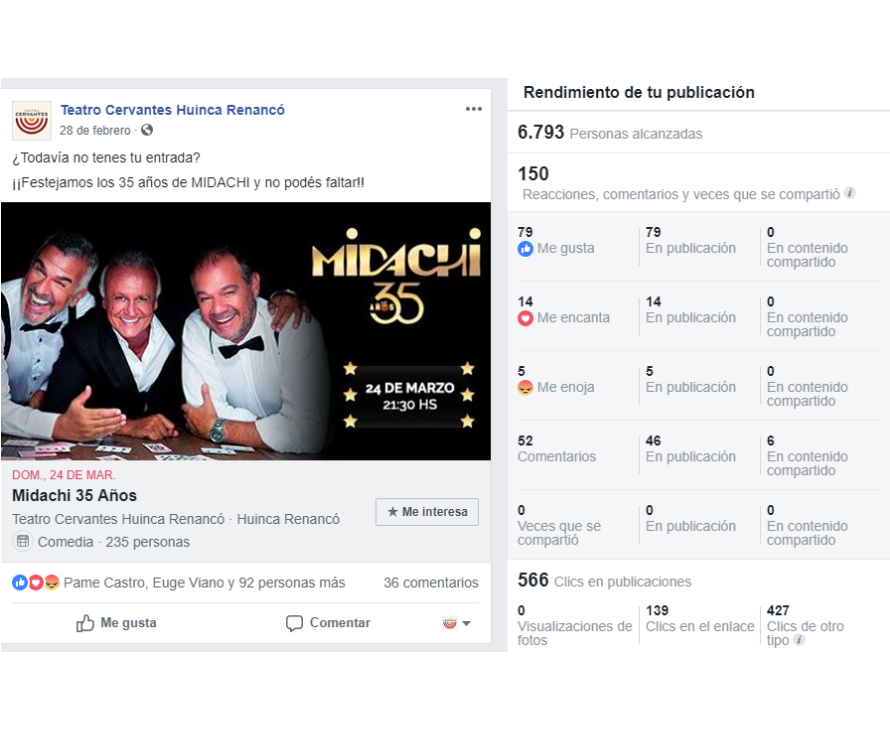 TEATRO
CERVANTES
Teatro Cervantes Huinca Renancó
28 de febrero ·
¿Todavía no tenes tu entrada?
¡¡Festejamos los 35 años de MIDACHI y no podés faltar!!
MIDACHI
AÑOS 35
24 DE MARZO
21:30 HS
DOM., 24 DE MAR.
Midachi 35 Años
Teatro Cervantes Huinca Renancó · Huinca Renancó
Comedia · 235 personas
★ Me interesa
Pame Castro, Euge Viano y 92 personas más 36 comentarios
Me gusta Comentar
Rendimiento de tu publicación
6.793 Personas alcanzadas
150
Reacciones, comentarios y veces que se compartió i
79 79 0
Me gusta En publicación En contenido
compartido
14 14 0
Me encanta En publicación En contenido
compartido
5 5 0
Me enoja En publicación En contenido
compartido
52 46 6
Comentarios En publicación En contenido
compartido
0 0 0
Veces que se En publicación En contenido
compartió compartido
566 Clics en publicaciones
0 139 427
Visualizaciones de Clics en el enlace Clics de otro
fotos tipo i